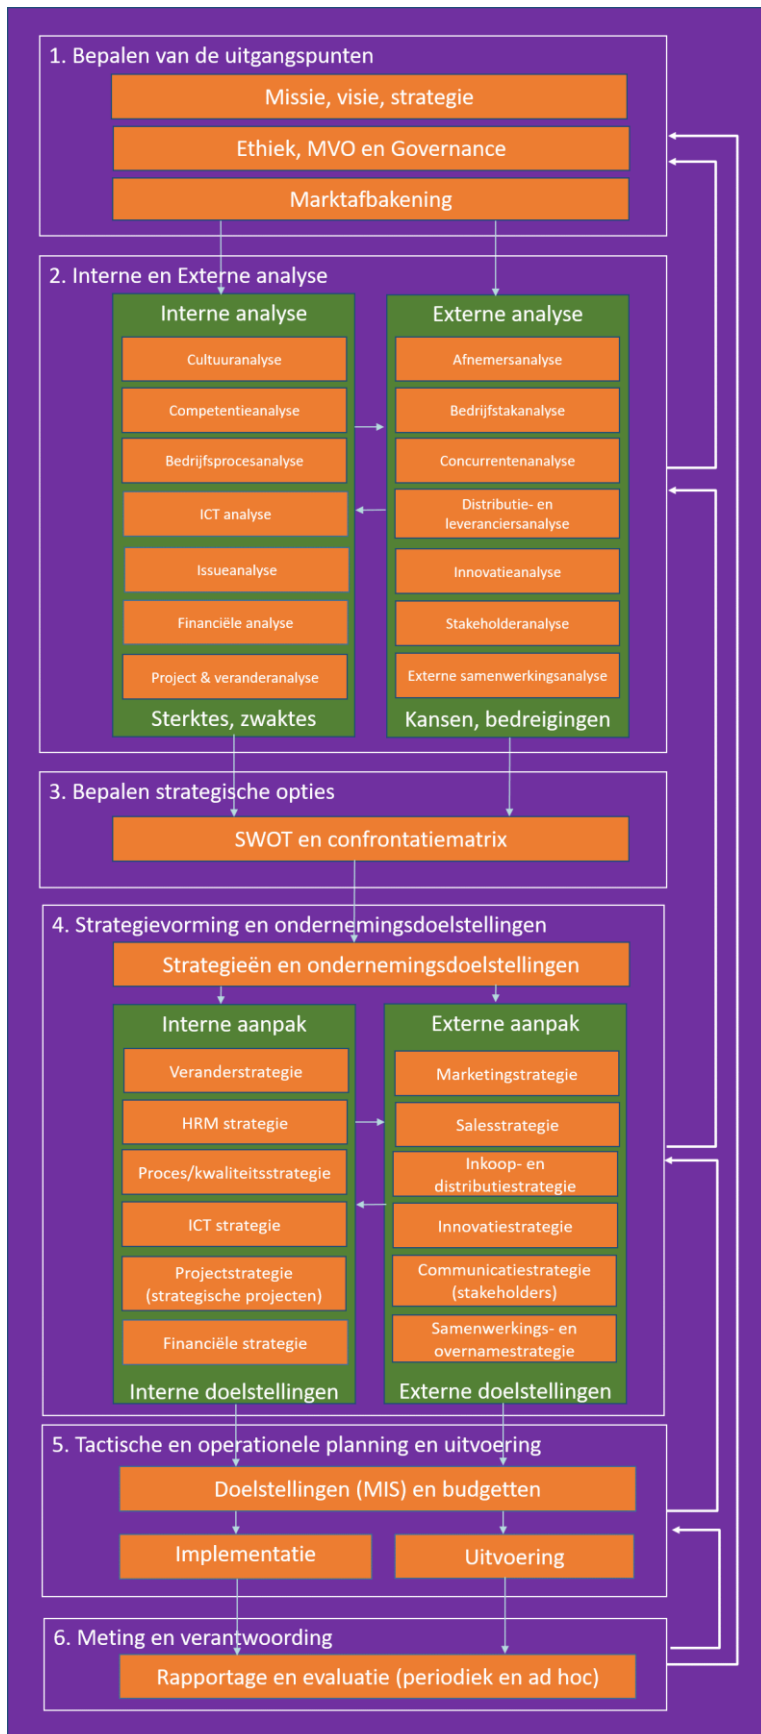 1. Bepalen van de uitgangspunten
Missie, visie, strategie
Ethiek, MVO en Governance
Marktafbakening
2. Interne en Externe analyse
Interne analyse
Cultuuranalyse
Competentieanalyse
Bedrijfsprocesanalyse
ICT analyse
Issueanalyse
Financiële analyse
Project & veranderanalyse
Sterktes, zwaktes
Externe analyse
Afnemersanalyse
Bedrijfstakanalyse
Concurrentenanalyse
Distributie- en
leveranciersanalyse
Innovatieanalyse
Stakeholderanalyse
Externe samenwerkingsanalyse
Kansen, bedreigingen
3. Bepalen strategische opties
SWOT en confrontatiematrix
4. Strategievorming en ondernemingsdoelstellingen
Strategieën en ondernemingsdoelstellingen
Interne aanpak
Veranderstrategie
HRM strategie
Proces/kwaliteitsstrategie
ICT strategie
Projectstrategie
(strategische projecten)
Financiële strategie
Interne doelstellingen
Externe aanpak
Marketingstrategie
Salesstrategie
Inkoop- en
distributiestrategie
Innovatiestrategie
Communicatiestrategie
(stakeholders)
Samenwerkings- en
overnamestrategie
Externe doelstellingen
5. Tactische en operationele planning en uitvoering
Doelstellingen (MIS) en budgetten
Implementatie
Uitvoering
6. Meting en verantwoording
Rapportage en evaluatie (periodiek en ad hoc)